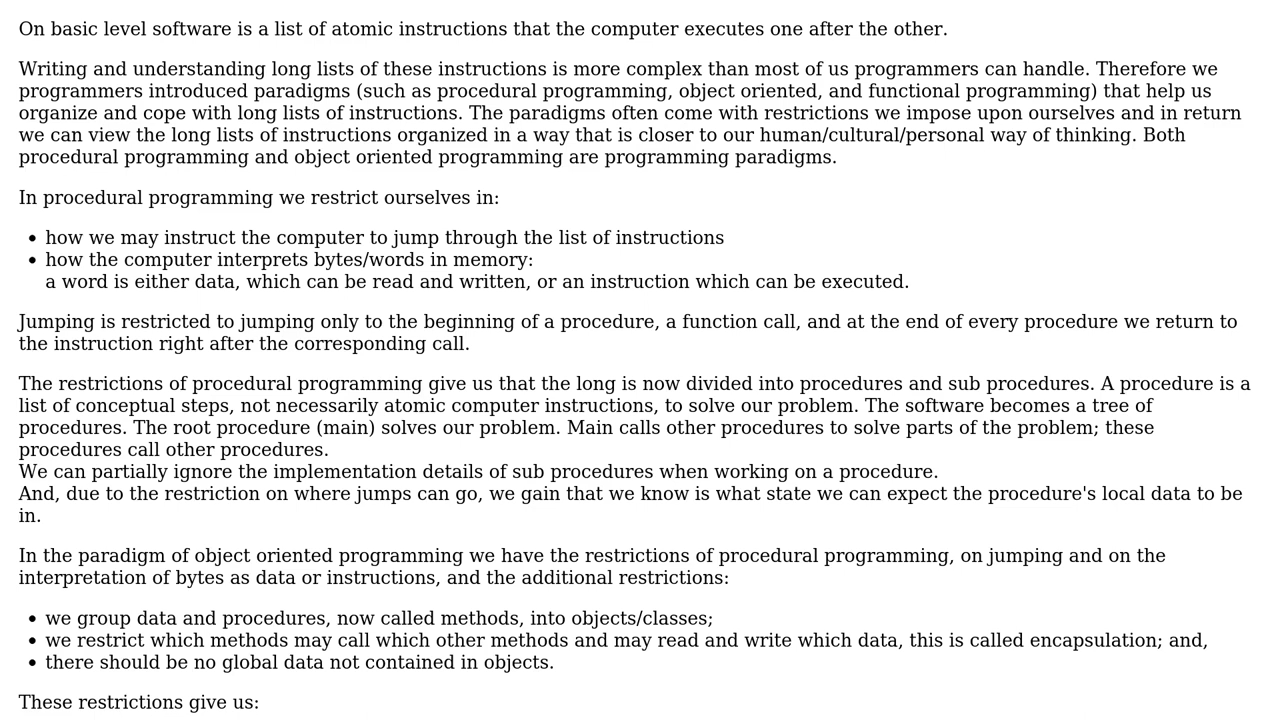 On basic level software is a list of atomic instructions that the computer executes one after the other.
Writing and understanding long lists of these instructions is more complex than most of us programmers can handle. Therefore we
programmers introduced paradigms (such as procedural programming, object oriented, and functional programming) that help us
organize and cope with long lists of instructions. The paradigms often come with restrictions we impose upon ourselves and in return
we can view the long lists of instructions organized in a way that is closer to our human/cultural/personal way of thinking. Both
procedural programming and object oriented programming are programming paradigms.
In procedural programming we restrict ourselves in:
• how we may instruct the computer to jump through the list of instructions
• how the computer interprets bytes/words in memory:
a word is either data, which can be read and written, or an instruction which can be executed.
Jumping is restricted to jumping only to the beginning of a procedure, a function call, and at the end of every procedure we return to
the instruction right after the corresponding call.
The restrictions of procedural programming give us that the long is now divided into procedures and sub procedures. A procedure is a
list of conceptual steps, not necessarily atomic computer instructions, to solve our problem. The software becomes a tree of
procedures. The root procedure (main) solves our problem. Main calls other procedures to solve parts of the problem; these
procedures call other procedures.
We can partially ignore the implementation details of sub procedures when working on a procedure.
And, due to the restriction on where jumps can go, we gain that we know is what state we can expect the procedure's local data to be
in.
In the paradigm of object oriented programming we have the restrictions of procedural programming, on jumping and on the
interpretation of bytes as data or instructions, and the additional restrictions:
• we group data and procedures, now called methods, into objects/classes;
• we restrict which methods may call which other methods and may read and write which data, this is called encapsulation; and,
• there should be no global data not contained in objects.
These restrictions give us: